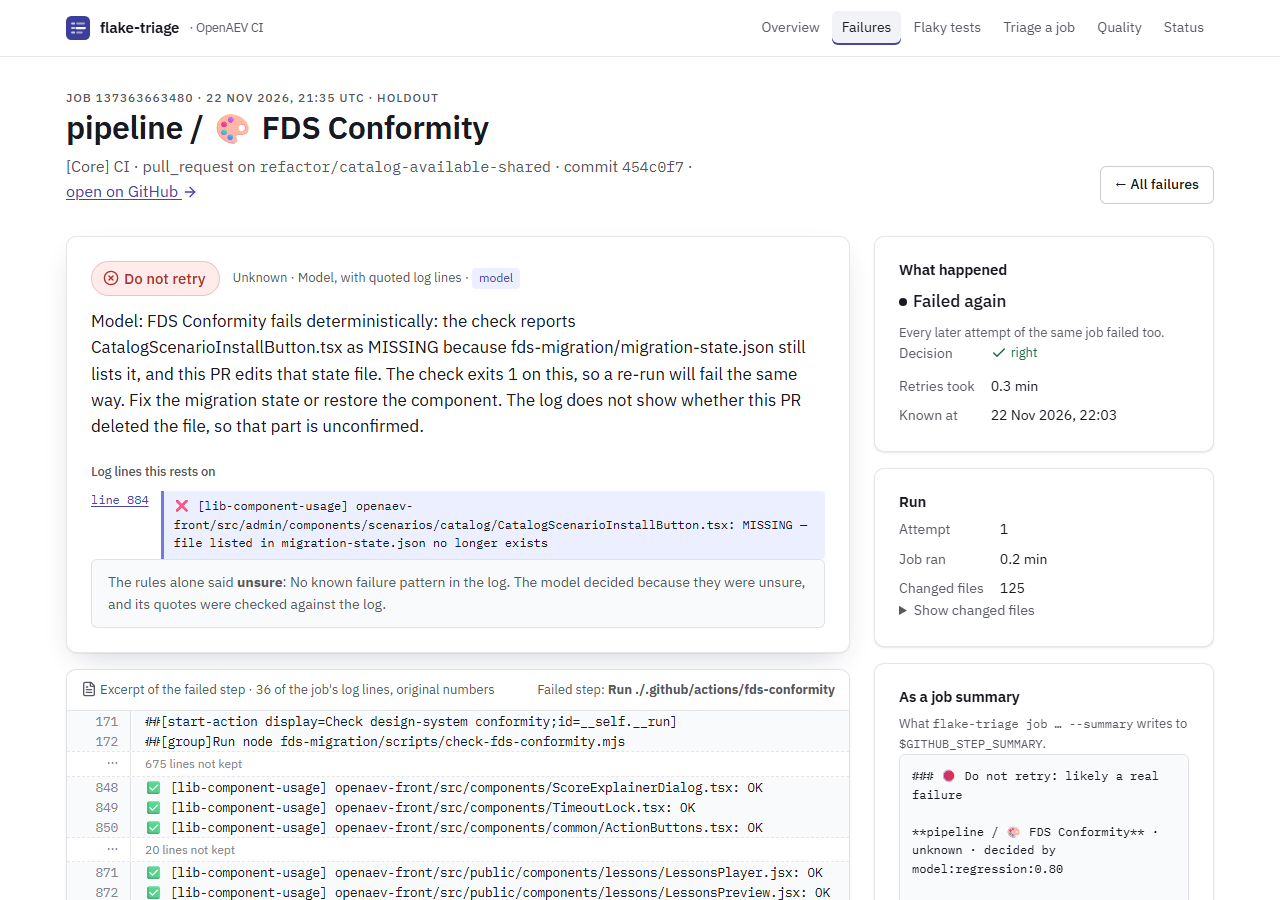 flake-triage · OpenAEV CI
Overview Failures Flaky tests Triage a job Quality Status
JOB 137363663480 · 22 NOV 2026, 21:35 UTC · HOLDOUT
pipeline / 🎨 FDS Conformity
[Core] CI · pull_request on refactor/catalog-available-shared · commit 454c0f7 ·
open on GitHub →
← All failures
Do not retry
Unknown · Model, with quoted log lines · model
Model: FDS Conformity fails deterministically: the check reports
CatalogScenarioInstallButton.tsx as MISSING because fds-migration/migration-state.json still
lists it, and this PR edits that state file. The check exits 1 on this, so a re-run will fail the same
way. Fix the migration state or restore the component. The log does not show whether this PR
deleted the file, so that part is unconfirmed.
Log lines this rests on
line 884
❌ [lib-component-usage] openaev-
front/src/admin/components/scenarios/catalog/CatalogScenarioInstallButton.tsx: MISSING —
file listed in migration-state.json no longer exists
The rules alone said unsure: No known failure pattern in the log. The model decided because they were unsure,
and its quotes were checked against the log.
Excerpt of the failed step · 36 of the job's log lines, original numbers
Failed step: Run ./.github/actions/fds-conformity
171 ##[start-action display=Check design-system conformity;id=__self.__run]
172 ##[group]Run node fds-migration/scripts/check-fds-conformity.mjs
··· 675 lines not kept
848 ✅ [lib-component-usage] openaev-front/src/components/ScoreExplainerDialog.tsx: OK
849 ✅ [lib-component-usage] openaev-front/src/components/TimeoutLock.tsx: OK
850 ✅ [lib-component-usage] openaev-front/src/components/common/ActionButtons.tsx: OK
··· 20 lines not kept
871 ✅ [lib-component-usage] openaev-front/src/public/components/lessons/LessonsPlayer.jsx: OK
872 ✅ [lib-component-usage] openaev-front/src/public/components/lessons/LessonsPreview.jsx: OK
What happened
Failed again
Every later attempt of the same job failed too.
Decision ✓ right
Retries took 0.3 min
Known at 22 Nov 2026, 22:03
Run
Attempt 1
Job ran 0.2 min
Changed files 125
▶ Show changed files
As a job summary
What flake-triage job … --summary writes to
$GITHUB_STEP_SUMMARY.
### 🔴 Do not retry: likely a real
failure
**pipeline / 🎨 FDS Conformity** ·
unknown · decided by
model:regression:0.80